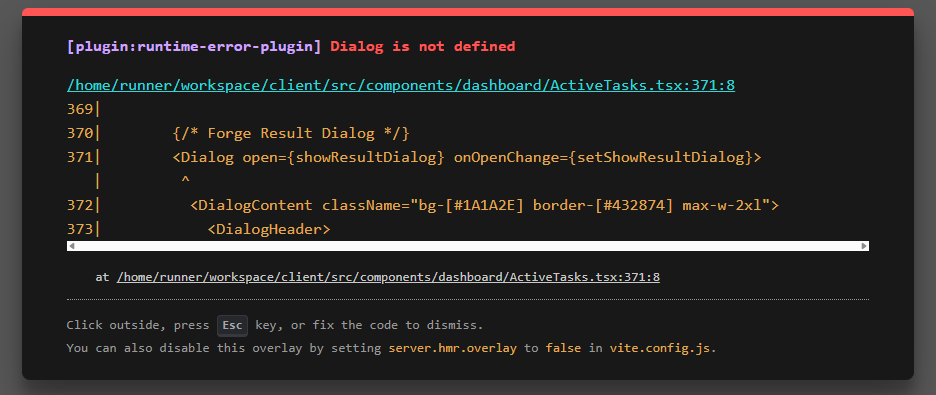 [plugin:runtime-error-plugin] Dialog is not defined
/home/runner/workspace/client/src/components/dashboard/ActiveTasks.tsx:371:8
369|
370|        {/* Forge Result Dialog */}
371|        <Dialog open={showResultDialog} onOpenChange={setShowResultDialog}>
   |         ^
372|          <DialogContent className="bg-[#1A1A2E] border-[#432874] max-w-2xl">
373|            <DialogHeader>
at /home/runner/workspace/client/src/components/dashboard/ActiveTasks.tsx:371:8
Click outside, press Esc key, or fix the code to dismiss.
You can also disable this overlay by setting server.hmr.overlay to false in vite.config.js.